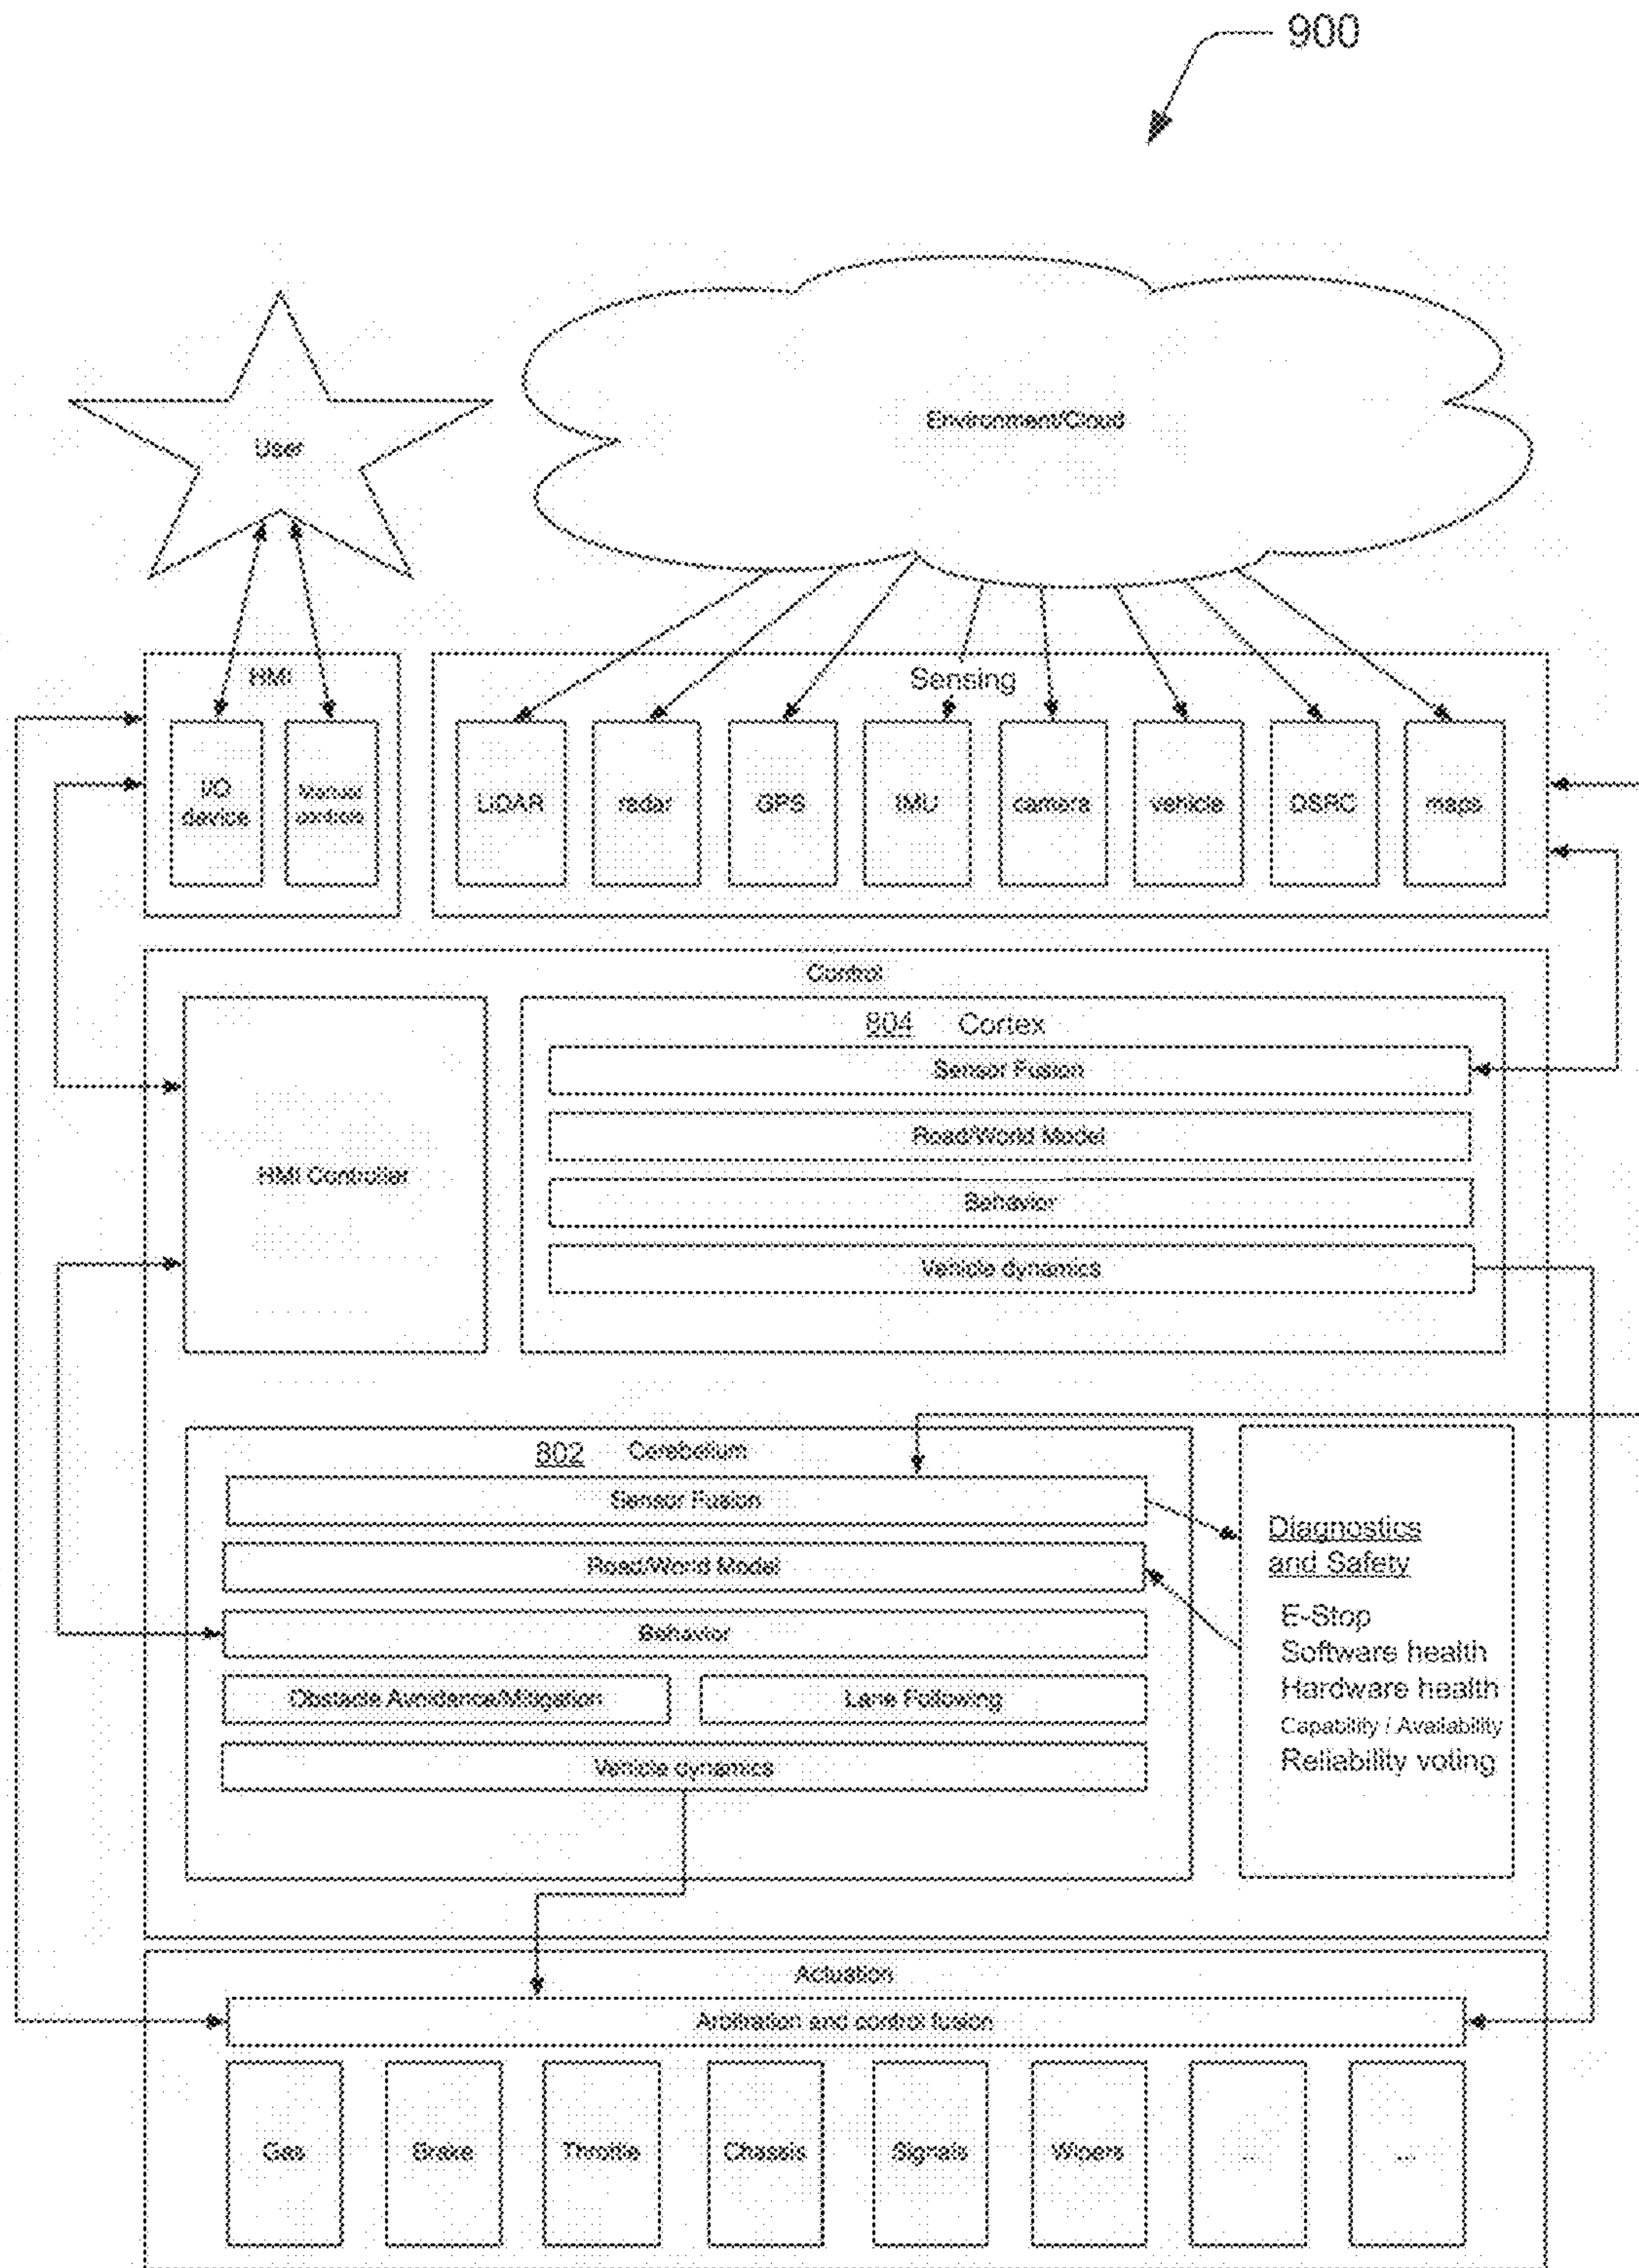 900
User
Environment/Cloud
HMI
I/O
device
Manual
controls
Sensing
LiDAR
radar
GPS
IMU
camera
vehicle
DSRC
maps
Control
HMI Controller
804 Cortex
Sensor Fusion
Road/World Model
Behavior
Vehicle dynamics
802 Cerebellum
Sensor Fusion
Road/World Model
Behavior
Obstacle Avoidance/Mitigation
Lane Following
Vehicle dynamics
Diagnostics
and Safety
E-Stop
Software health
Hardware health
Capability / Availability
Reliability voting
Actuation
Arbitration and control fusion
Gas
Brake
Throttle
Chassis
Signals
Wipers
...
...